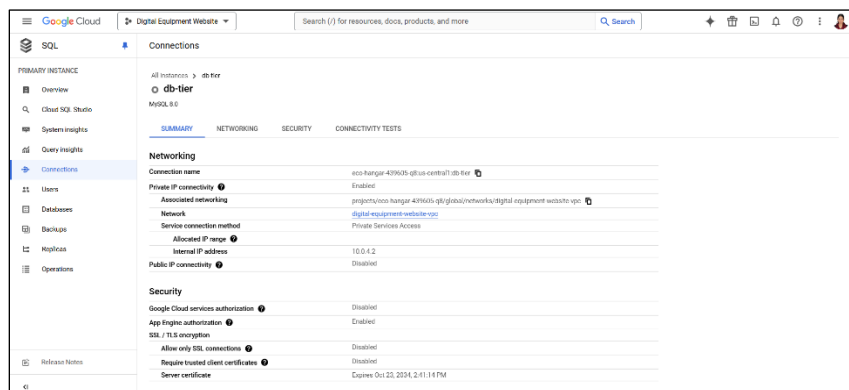 Google Cloud
Digital Equipment Website
Search (/) for resources, docs, products, and more
Search
SQL
Connections
PRIMARY INSTANCE
Overview
Cloud SQL Studio
System insights
Query insights
Connections
Users
Databases
Backups
Replicas
Operations
Release Notes
All instances > db-tier
db-tier
MySQL 8.0
SUMMARY NETWORKING SECURITY CONNECTIVITY TESTS
Networking
Connection name eco-hangar-439605-q8:us-central1:db-tier
Private IP connectivity Enabled
Associated networking projects/eco-hangar-439605-q8/global/networks/digital-equipment-website-vpc
Network digital-equipment-website-vpc
Service connection method Private Services Access
Allocated IP range
Internal IP address 10.0.4.2
Public IP connectivity Disabled
Security
Google Cloud services authorization Disabled
App Engine authorization Enabled
SSL / TLS encryption
Allow only SSL connections Disabled
Require trusted client certificates Disabled
Server certificate Expires Oct 23, 2034, 2:41:14 PM